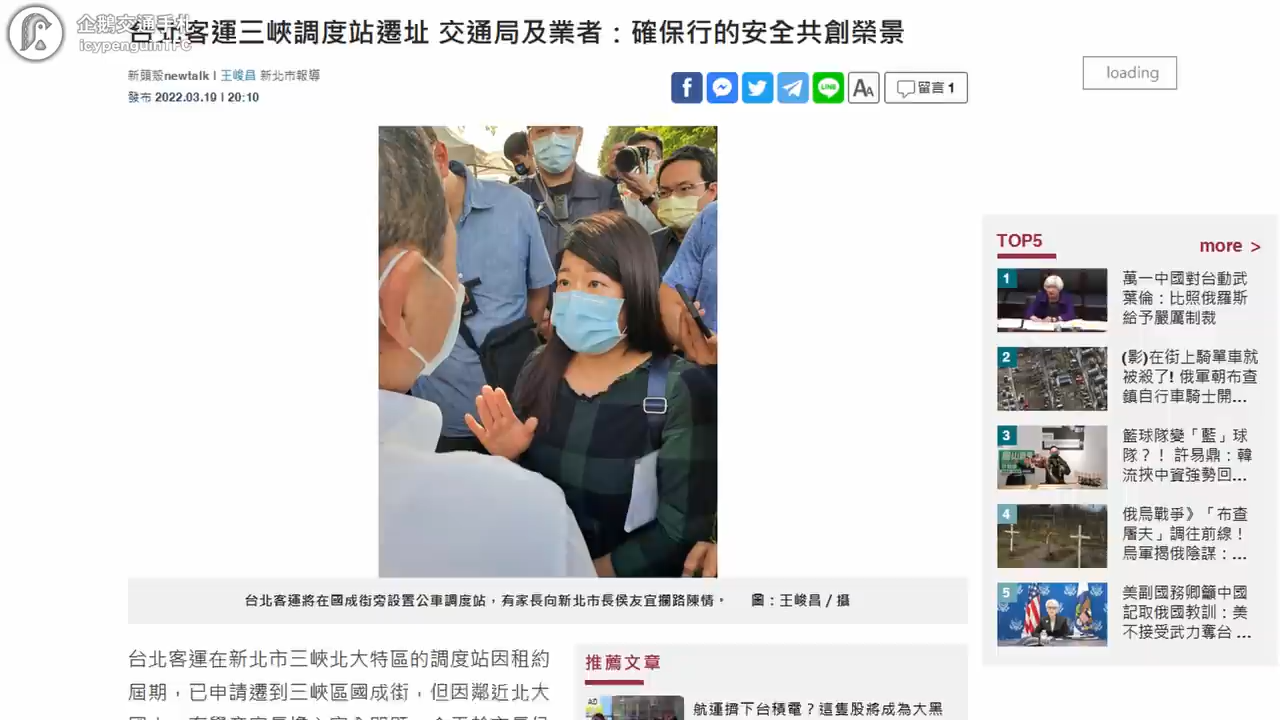 企鵝交通手札
icypenguinTFC
台北客運三峽調度站遷址 交通局及業者：確保行的安全共創榮景
新頭殼newtalk | 王峻昌 新北市報導
發布 2022.03.19 | 20:10
留言 1
loading
台北客運將在國成街旁設置公車調度站，有家長向新北市長侯友宜攔路陳情。 圖：王峻昌 / 攝
台北客運在新北市三峽北大特區的調度站因租約
屆期，已申請遷到三峽區國成街，但因鄰近北大
推薦文章
AD
航運擠下台積電？這隻股將成為大黑
TOP5
more >
1
萬一中國對台動武
葉倫：比照俄羅斯
給予嚴厲制裁
2
(影)在街上騎單車就
被殺了! 俄軍朝布查
鎮自行車騎士開...
3
籃球隊變「藍」球
隊？！ 許易鼎：韓
流挾中資強勢回...
4
俄烏戰爭》「布查
屠夫」調往前線！
烏軍揭俄陰謀：...
5
美副國務卿籲中國
記取俄國教訓：美
不接受武力奪台 ...